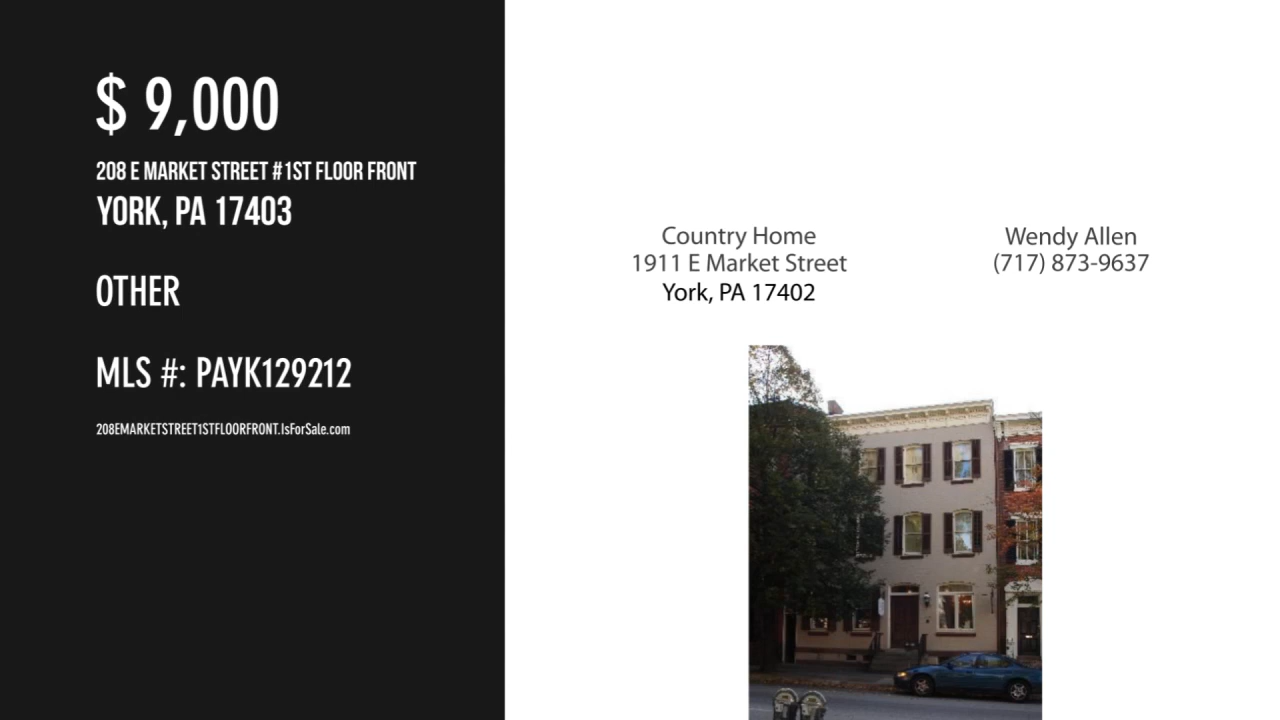 $ 9,000
208 E MARKET STREET #1ST FLOOR FRONT
YORK, PA 17403
OTHER
MLS #: PAYK129212
208EMARKETSTREET1STFLOORFRONT.IsForSale.com
Country Home
1911 E Market Street
York, PA 17402
Wendy Allen
(717) 873-9637